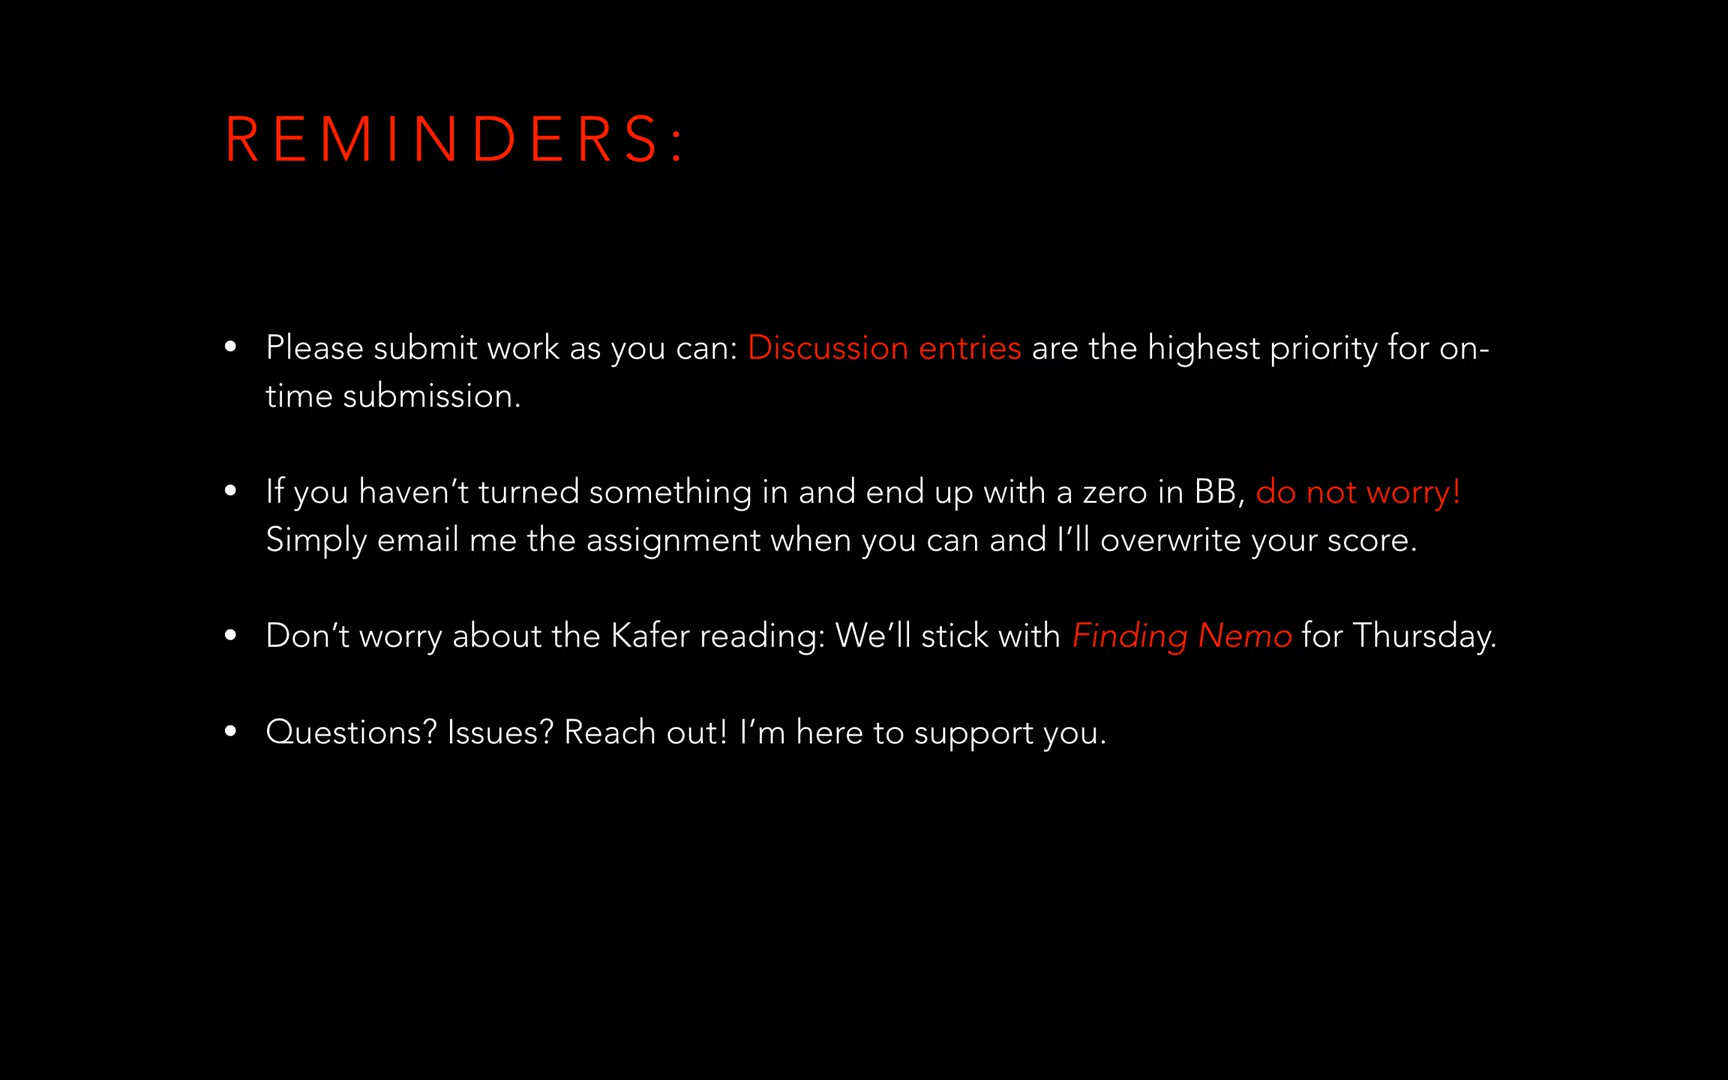 REMINDERS:
• Please submit work as you can: Discussion entries are the highest priority for on-
time submission.
• If you haven’t turned something in and end up with a zero in BB, do not worry!
Simply email me the assignment when you can and I’ll overwrite your score.
• Don’t worry about the Kafer reading: We’ll stick with Finding Nemo for Thursday.
• Questions? Issues? Reach out! I’m here to support you.